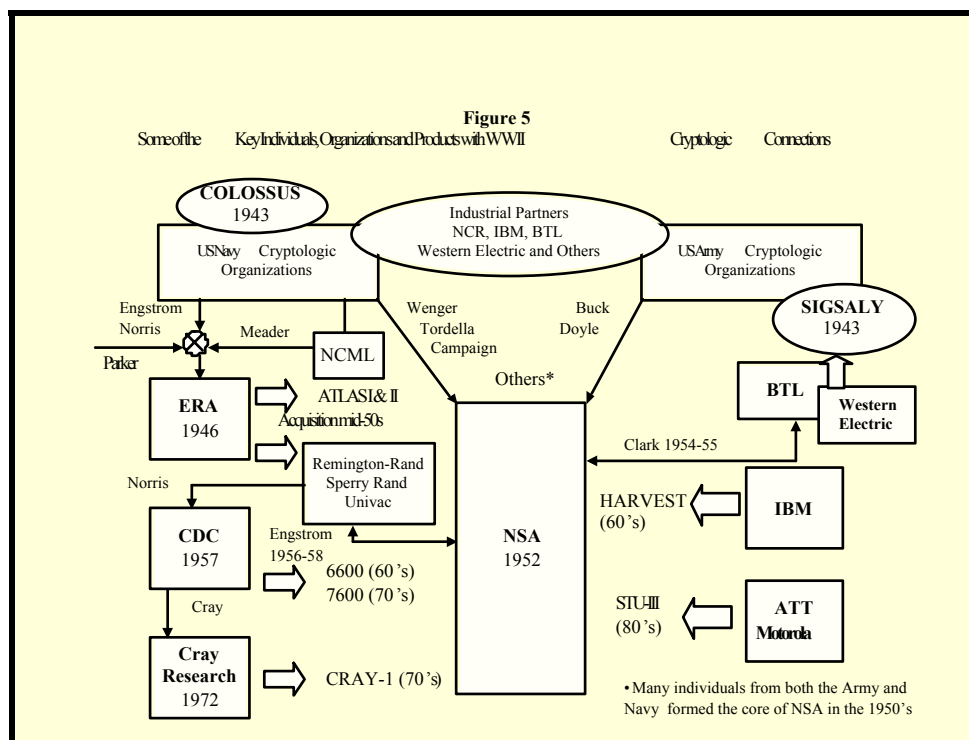 Figure 5
Some of the Key Individuals, Organizations and Products with WWII Cryptologic Connections
COLOSSUS
1943
Industrial Partners
NCR, IBM, BTL
Western Electric and Others
US Navy Cryptologic
Organizations
US Army Cryptologic
Organizations
SIGSALY
1943
Engstrom
Norris
Meader
Parker
NCML
Wenger
Tordella
Campaign
Buck
Doyle
Others*
ERA
1946
ATLAS I & II
Acquisition mid-50s
BTL
Western
Electric
Clark 1954-55
Remington-Rand
Sperry Rand
Univac
Norris
HARVEST
(60's)
IBM
CDC
1957
Engstrom
1956-58
NSA
1952
6600 (60's)
7600 (70's)
Cray
STU-III
(80's)
ATT
Motorola
Cray
Research
1972
CRAY-1 (70's)
• Many individuals from both the Army and
Navy formed the core of NSA in the 1950's